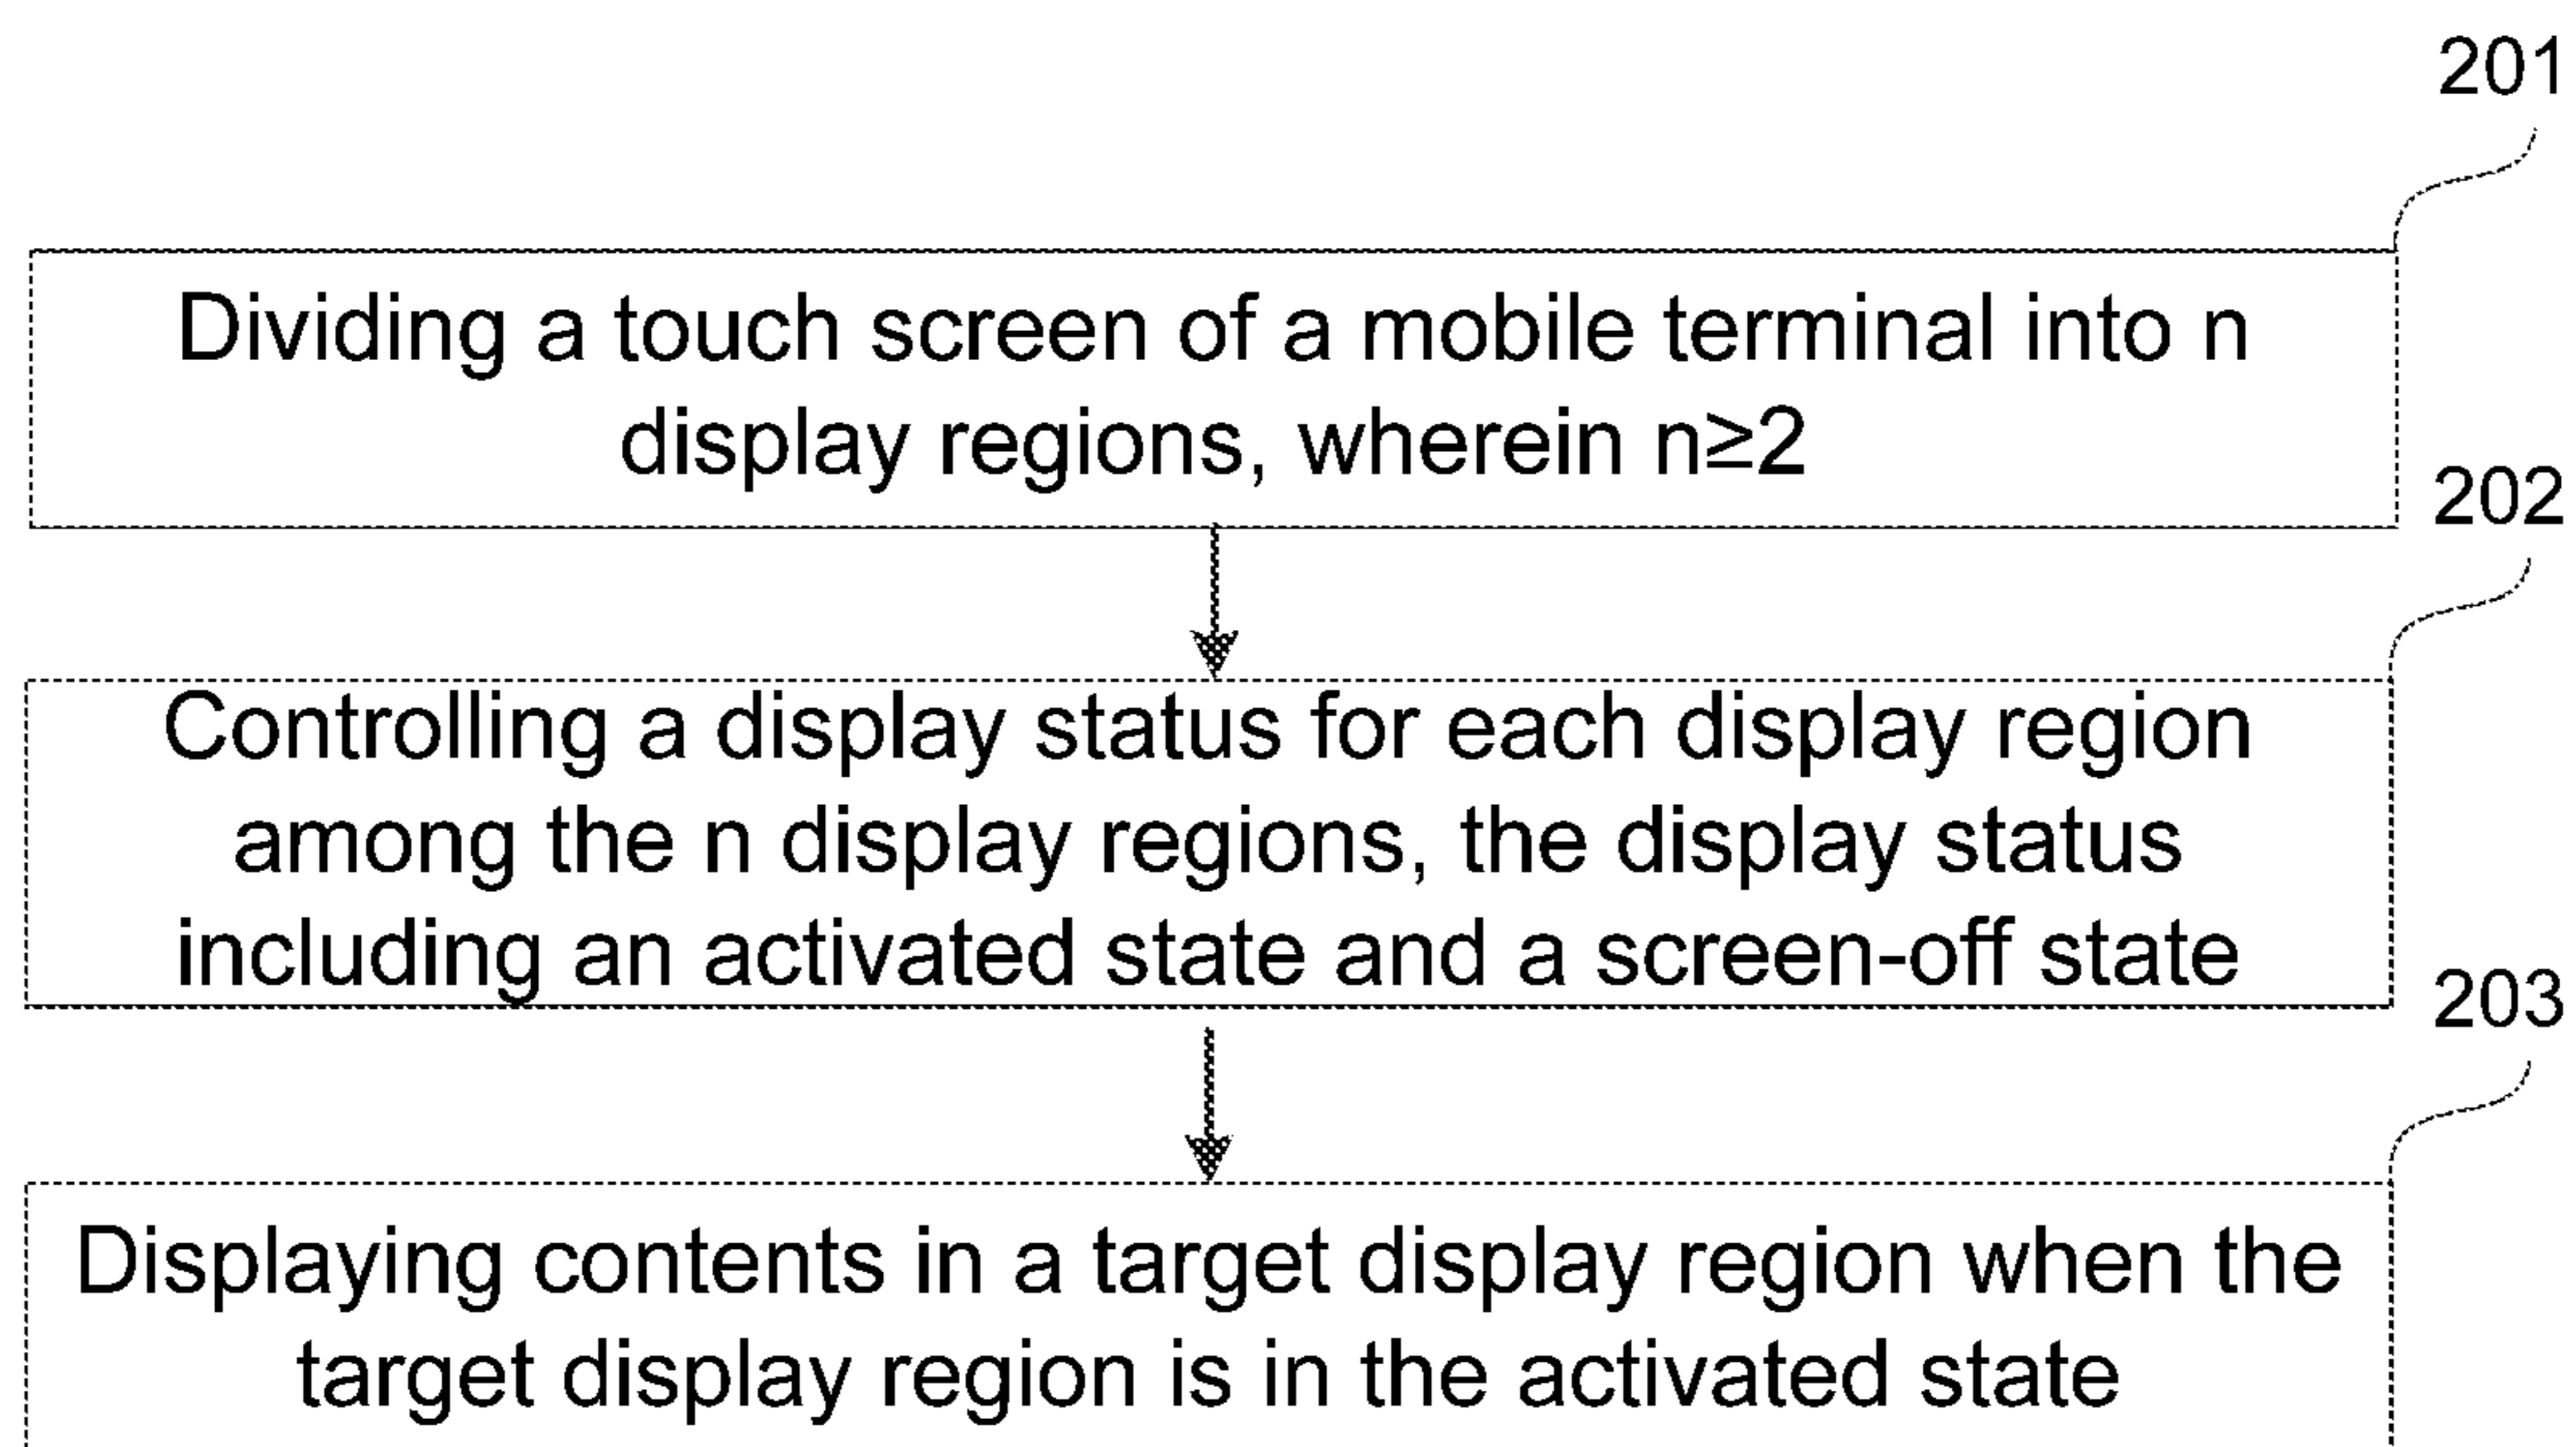 201
Dividing a touch screen of a mobile terminal into n
display regions, wherein n≥2
202
Controlling a display status for each display region
among the n display regions, the display status
including an activated state and a screen-off state
203
Displaying contents in a target display region when the
target display region is in the activated state